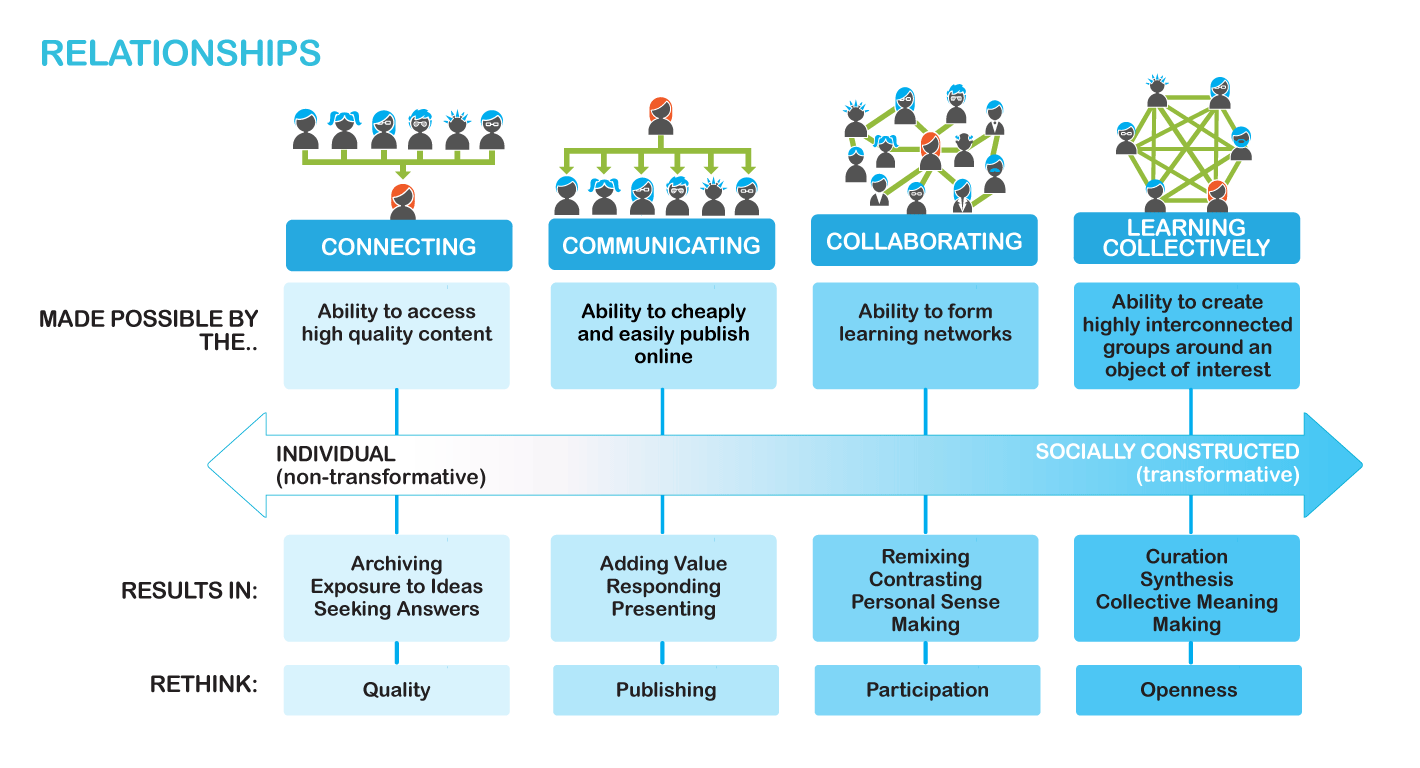 RELATIONSHIPS
CONNECTING
COMMUNICATING
COLLABORATING
LEARNING
COLLECTIVELY
MADE POSSIBLE BY
THE..
Ability to access
high quality content
Ability to cheaply
and easily publish
online
Ability to form
learning networks
Ability to create
highly interconnected
groups around an
object of interest
INDIVIDUAL
(non-transformative)
SOCIALLY CONSTRUCTED
(transformative)
RESULTS IN:
Archiving
Exposure to Ideas
Seeking Answers
Adding Value
Responding
Presenting
Remixing
Contrasting
Personal Sense
Making
Curation
Synthesis
Collective Meaning
Making
RETHINK:
Quality
Publishing
Participation
Openness